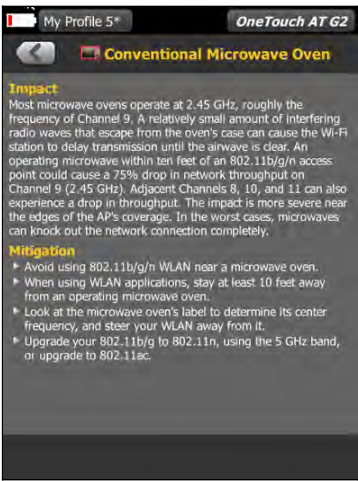 My Profile 5*
OneTouch AT G2
Conventional Microwave Oven
Impact
Most microwave ovens operate at 2.45 GHz, roughly the
frequency of Channel 9. A relatively small amount of interfering
radio waves that escape from the oven's case can cause the Wi-Fi
station to delay transmission until the airwave is clear. An
operating microwave within ten feet of an 802.11b/g/n access
point could cause a 75% drop in network throughput on
Channel 9 (2.45 GHz). Adjacent Channels 8, 10, and 11 can also
experience a drop in throughput. The impact is more severe near
the edges of the AP's coverage. In the worst cases, microwaves
can knock out the network connection completely.
Mitigation
Avoid using 802.11b/g/n WLAN near a microwave oven.
When using WLAN applications, stay at least 10 feet away
from an operating microwave oven.
Look at the microwave oven's label to determine its center
frequency, and steer your WLAN away from it.
Upgrade your 802.11b/g to 802.11n, using the 5 GHz band,
or upgrade to 802.11ac.